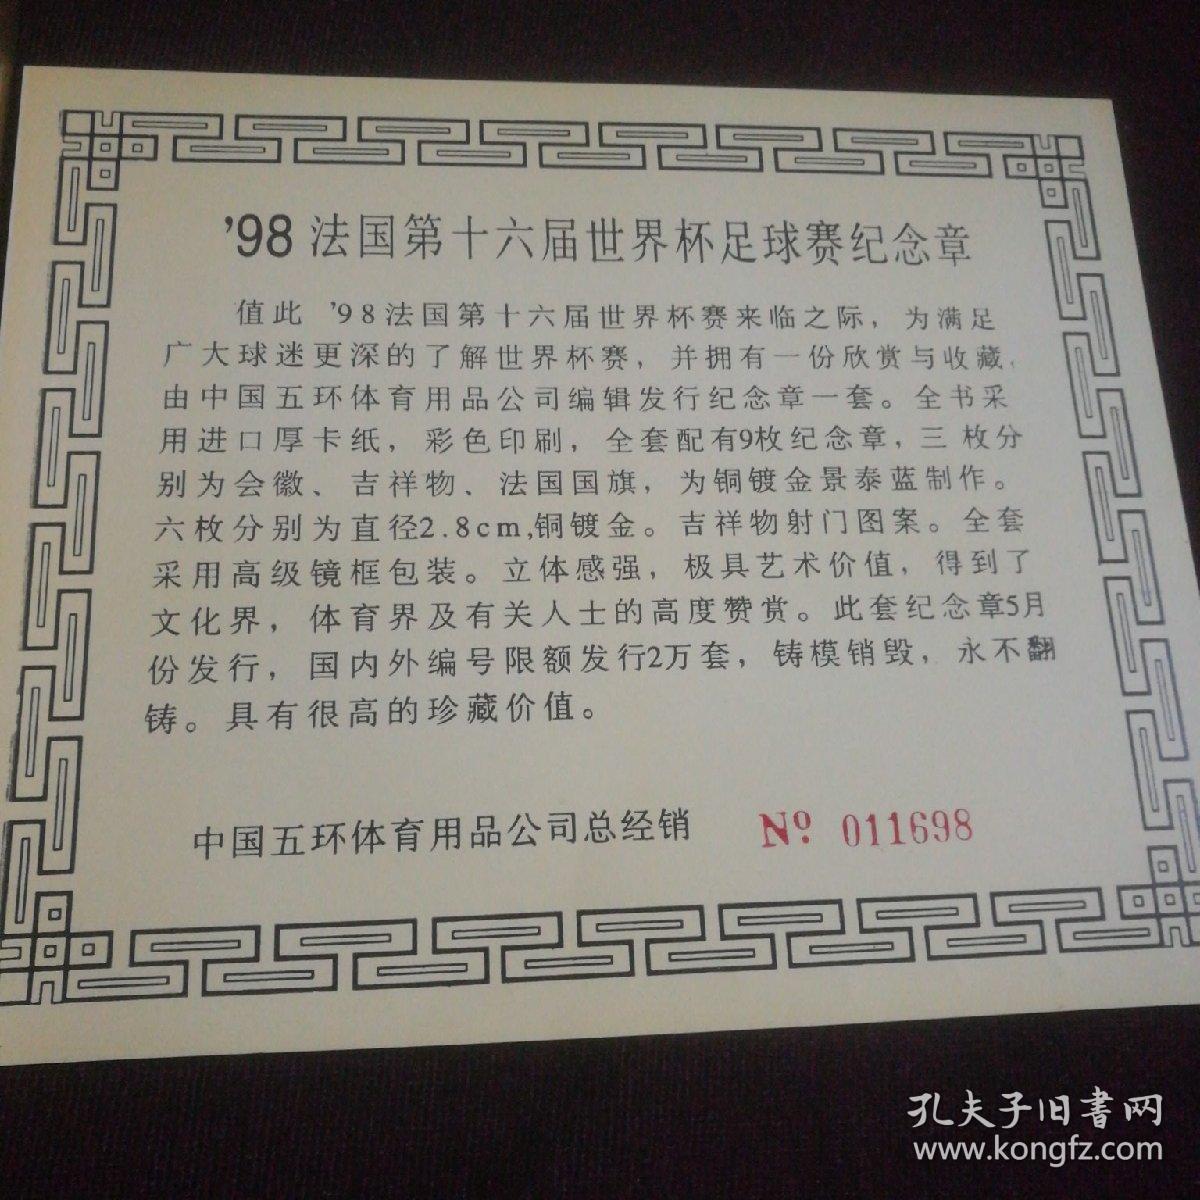 ’98 法国第十六届世界杯足球赛纪念章
值此 ’98法国第十六届世界杯赛来临之际，为满足
广大球迷更深的了解世界杯赛，并拥有一份欣赏与收藏，
由中国五环体育用品公司编辑发行纪念章一套。全书采
用进口厚卡纸，彩色印刷，全套配有9枚纪念章，三枚分
别为会徽、吉祥物、法国国旗，为铜镀金景泰蓝制作。
六枚分别为直径2.8cm,铜镀金。吉祥物射门图案。全套
采用高级镜框包装。立体感强，极具艺术价值，得到了
文化界，体育界及有关人士的高度赞赏。此套纪念章5月
份发行，国内外编号限额发行2万套，铸模销毁，永不翻
铸。具有很高的珍藏价值。
中国五环体育用品公司总经销 Nº 011698
孔夫子旧书网
www.kongfz.com